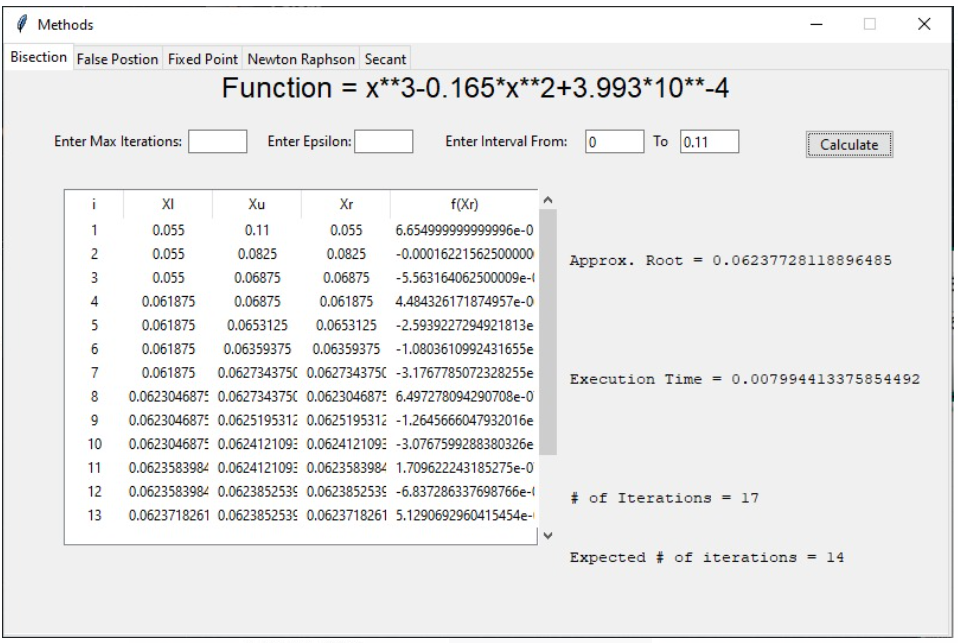 Methods
Bisection False Postion Fixed Point Newton Raphson Secant
Function = x**3-0.165*x**2+3.993*10**-4
Enter Max Iterations: Enter Epsilon: Enter Interval From: 0 To 0.11 Calculate
i Xl Xu Xr f(Xr)
1 0.055 0.11 0.055 6.654999999999996e-0
2 0.055 0.0825 0.0825 -0.00016221562500000
3 0.055 0.06875 0.06875 -5.563164062500009e-(
4 0.061875 0.06875 0.061875 4.484326171874957e-0
5 0.061875 0.0653125 0.0653125 -2.5939227294921813e
6 0.061875 0.06359375 0.06359375 -1.0803610992431655e
7 0.061875 0.0627343750 0.0627343750 -3.1767785072328255e
8 0.0623046875 0.0627343750 0.0623046875 6.497278094290708e-0
9 0.0623046875 0.0625195312 0.0625195312 -1.2645666047932016e
10 0.0623046875 0.0624121093 0.0624121093 -3.0767599288380326e
11 0.0623583984 0.0624121093 0.0623583984 1.709622243185275e-0
12 0.0623583984 0.0623852539 0.0623852539 -6.837286337698766e-(
13 0.0623718261 0.0623852539 0.0623718261 5.1290692960415454e-
Approx. Root = 0.06237728118896485
Execution Time = 0.007994413375854492
# of Iterations = 17
Expected # of iterations = 14